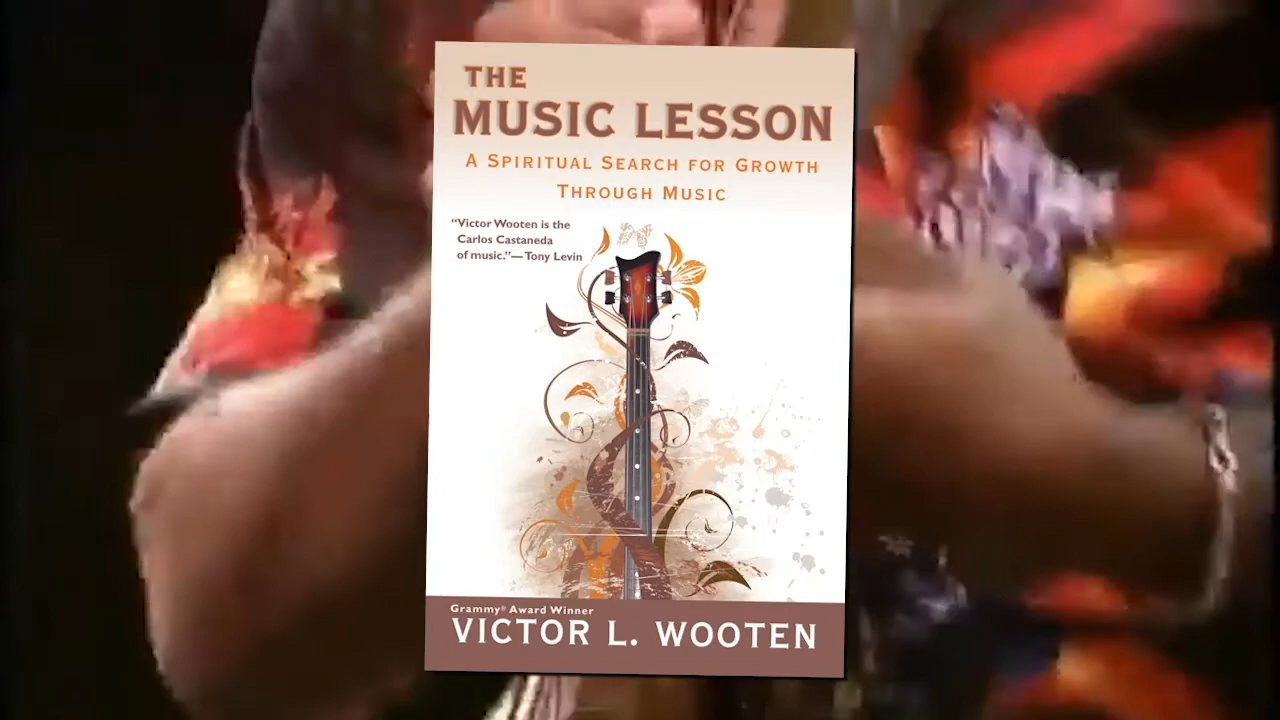 THE
MUSIC LESSON
A SPIRITUAL SEARCH FOR GROWTH
THROUGH MUSIC
“Victor Wooten is the
Carlos Castaneda
of music.”—Tony Levin
Grammy® Award Winner
VICTOR L. WOOTEN